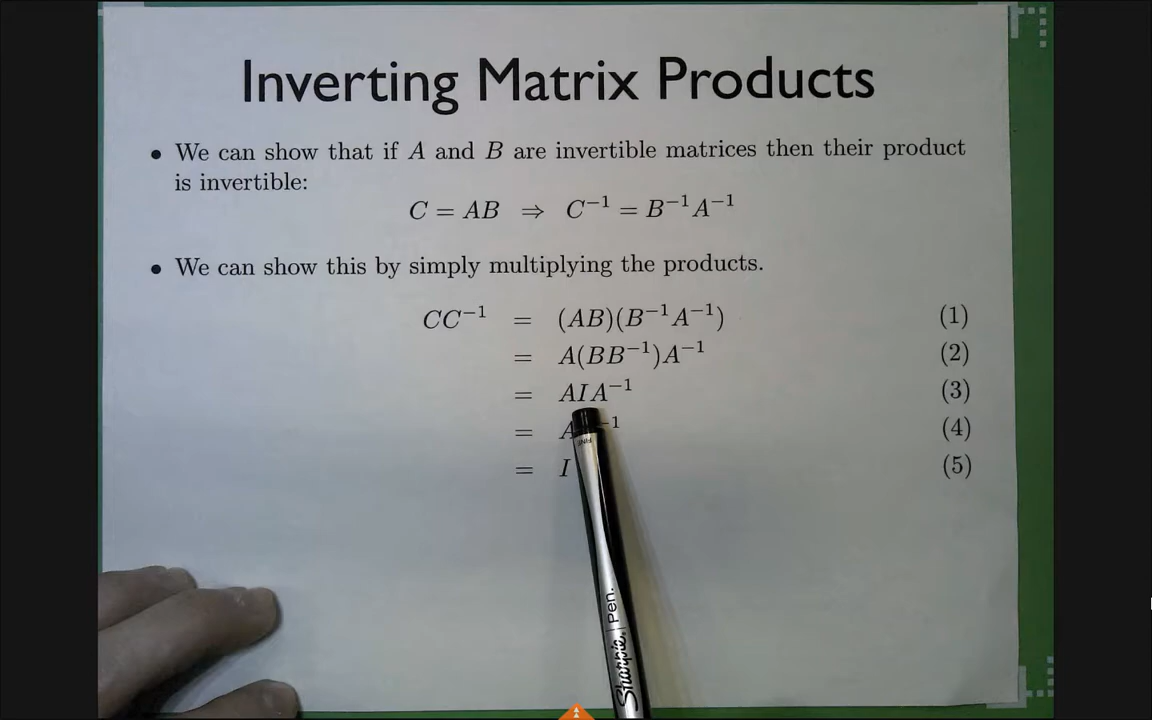 Inverting Matrix Products
• We can show that if A and B are invertible matrices then their product
is invertible:
C = AB ⇒ C⁻¹ = B⁻¹A⁻¹
• We can show this by simply multiplying the products.
CC⁻¹ = (AB)(B⁻¹A⁻¹) (1)
= A(BB⁻¹)A⁻¹ (2)
= AIA⁻¹ (3)
= A ⁻¹ (4)
= I (5)
Sharpie. Pen.